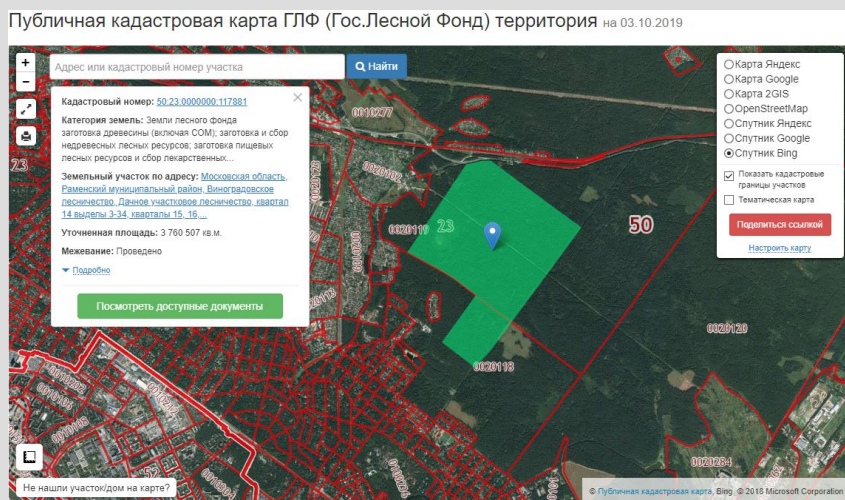 Публичная кадастровая карта ГЛФ (Гос.Лесной Фонд) территория на 03.10.2019
+
−
Адрес или кадастровый номер участка
Найти
Кадастровый номер: 50:23:0000000:117881
Категория земель: Земли лесного фонда
заготовка древесины (включая СОМ); заготовка и сбор
недревесных лесных ресурсов; заготовка пищевых
лесных ресурсов и сбор лекарственных...
Земельный участок по адресу: Московская область,
Раменский муниципальный район, Виноградовское
лесничество, Дачное участковое лесничество, квартал
14 выделы 3-34, кварталы 15, 16,...
Уточненная площадь: 3 760 507 кв.м.
Межевание: Проведено
Подробно
Посмотреть доступные документы
Карта Яндекс
Карта Google
Карта 2GIS
OpenStreetMap
Спутник Яндекс
Спутник Google
Спутник Bing
Показать кадастровые
границы участков
Тематическая карта
Поделиться ссылкой
Настроить карту
0010277
23
0020102
0020119
23
50
0020120
0020118
0010202
0020284
52
Не нашли участок/дом на карте?
© Публичная кадастровая карта, Bing, © 2018 Microsoft Corporation